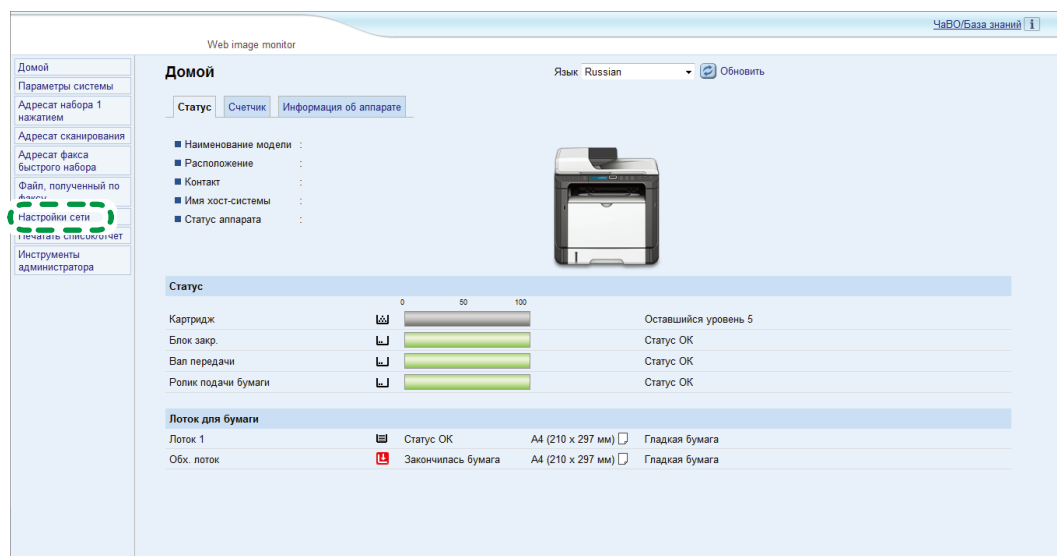 ЧаВО/База знаний i
Web image monitor
Домой
Параметры системы
Адресат набора 1
нажатием
Адресат сканирования
Адресат факса
быстрого набора
Файл, полученный по
факсу
Настройки сети
Печатать список/отчет
Инструменты
администратора
Домой
Язык Russian Обновить
Статус Счетчик Информация об аппарате
Наименование модели :
Расположение :
Контакт :
Имя хост-системы :
Статус аппарата :
Статус
0 50 100
Картридж Оставшийся уровень 5
Блок закр. Статус OK
Вал передачи Статус OK
Ролик подачи бумаги Статус OK
Лоток для бумаги
Лоток 1 Статус OK A4 (210 x 297 мм) Гладкая бумага
Обх. лоток Закончилась бумага A4 (210 x 297 мм) Гладкая бумага